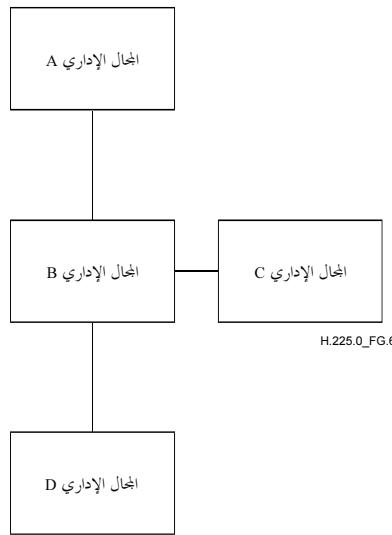 المجال الإداري A
المجال الإداري B
المجال الإداري C
H.225.0_FG.6
المجال الإداري D